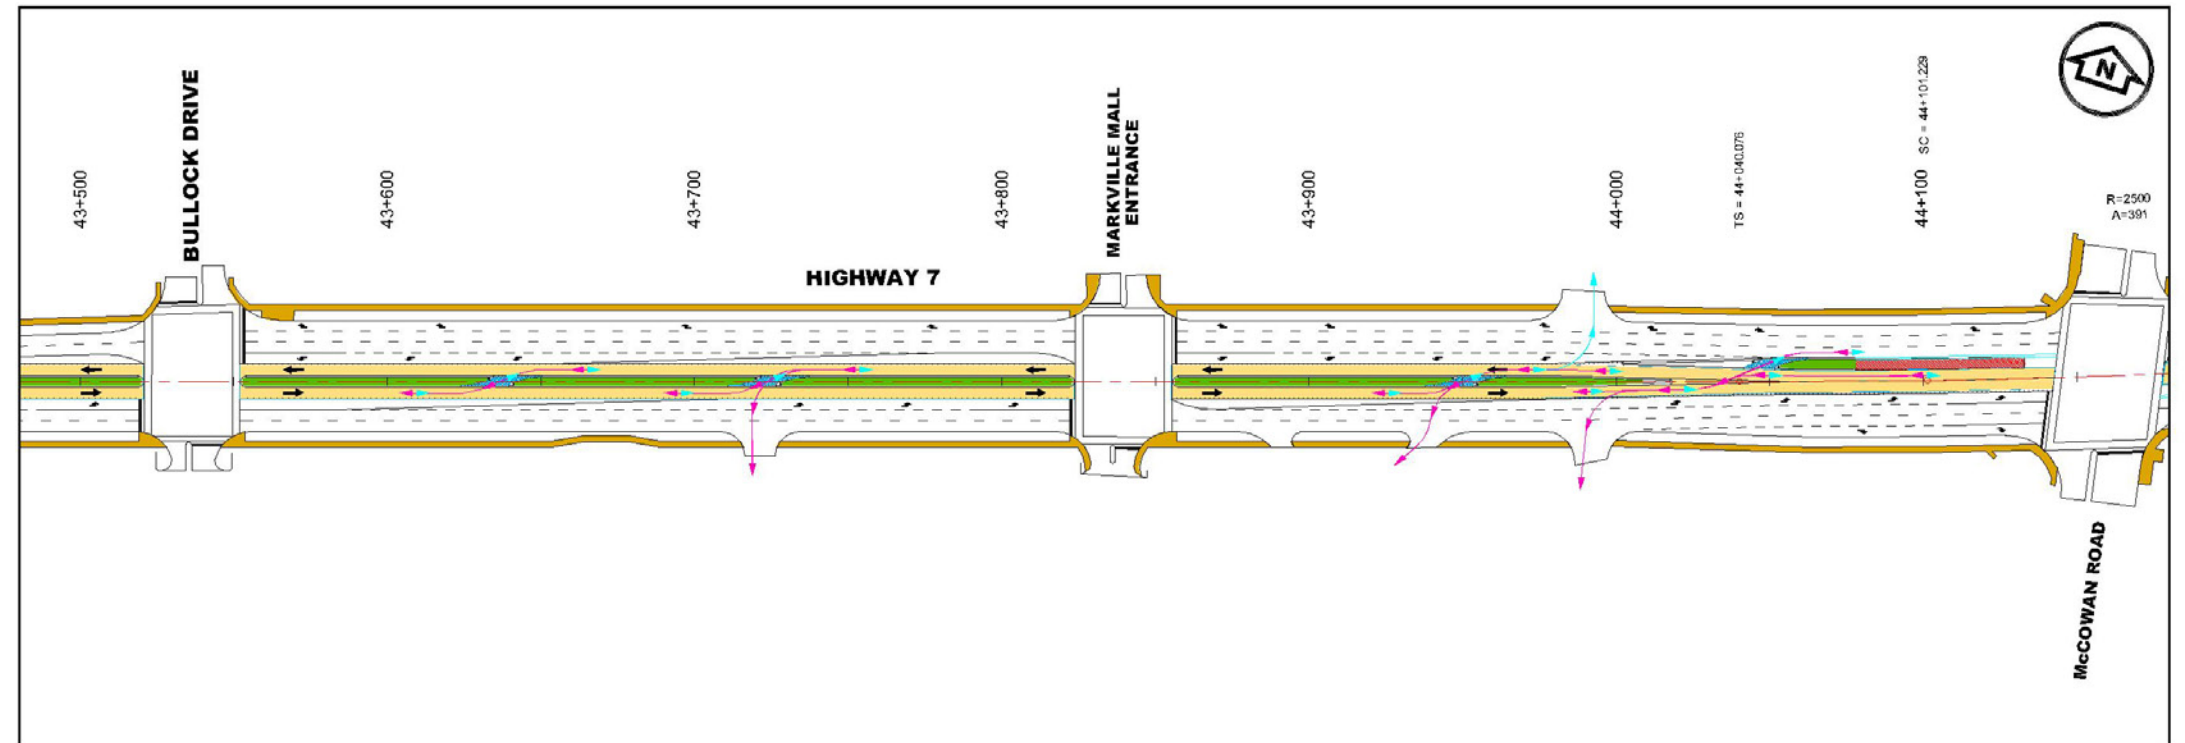 43+500
BULLOCK DRIVE
43+600
43+700
43+800
MARKVILLE MALL
ENTRANCE
43+900
44+000
TS = 44+040.076
44+100
SC = 44+101.229
N
R=2500
A=391
HIGHWAY 7
McCOWAN ROAD